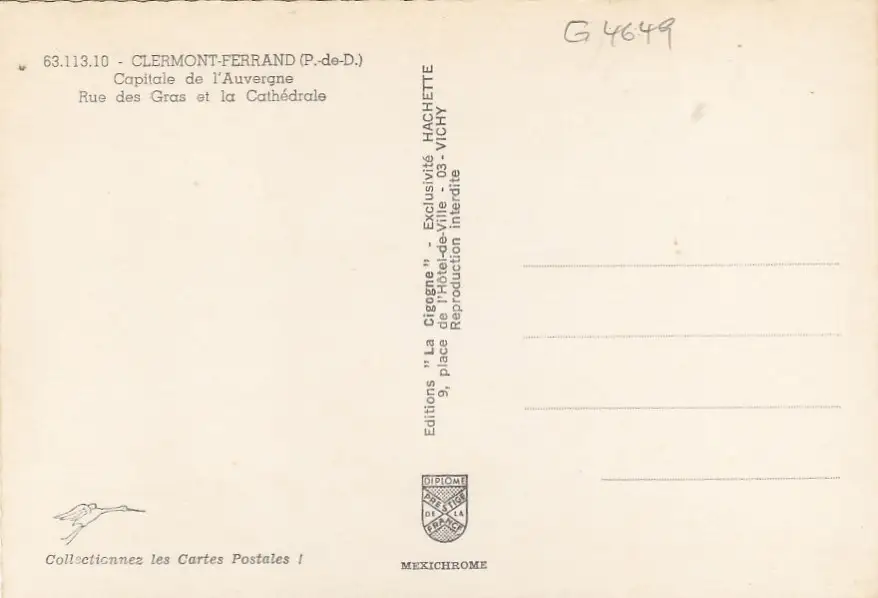 G 4649
63.113.10 - CLERMONT-FERRAND (P.-de-D.)
Capitale de l'Auvergne
Rue des Gras et la Cathédrale
Editions "La Cigogne" - Exclusivité HACHETTE
9, place de l'Hôtel-de-Ville - 03 - VICHY
Reproduction interdite
DIPLOME
PRESTIGE
DE LA
FRANCE
Collectionnez les Cartes Postales !
MEXICHROME